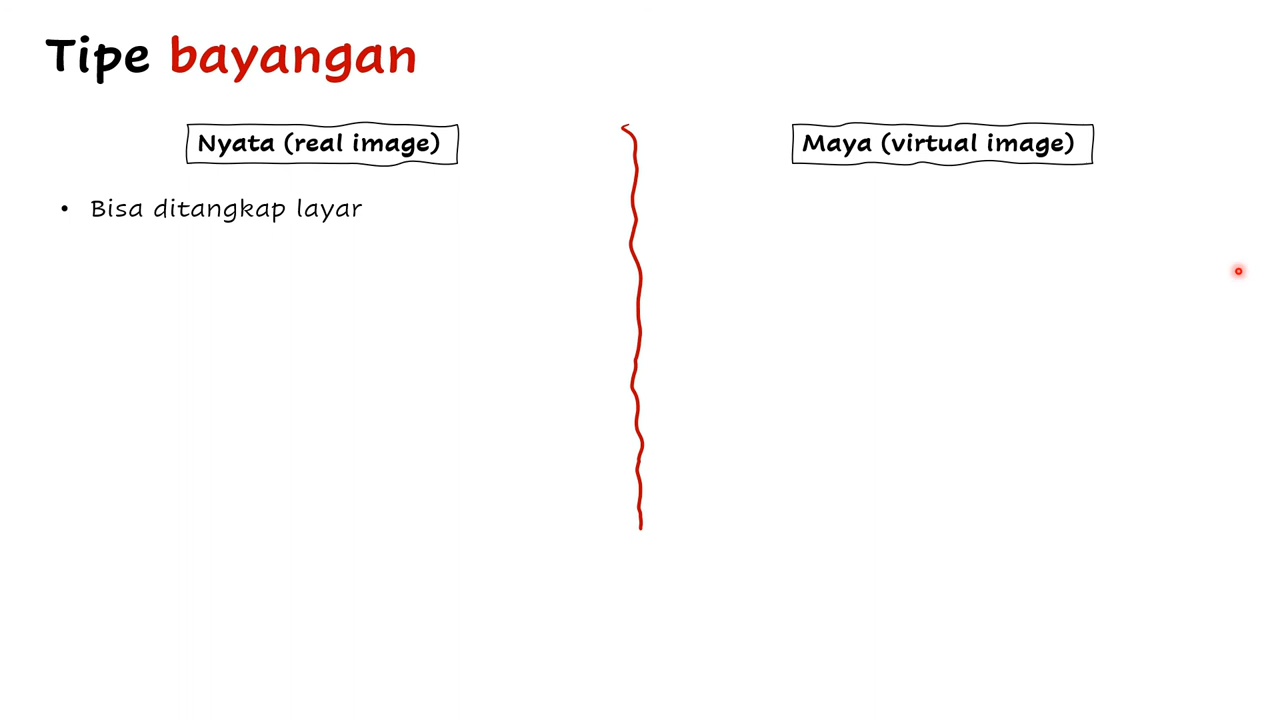 Tipe bayangan
Nyata (real image)
Maya (virtual image)
• Bisa ditangkap layar